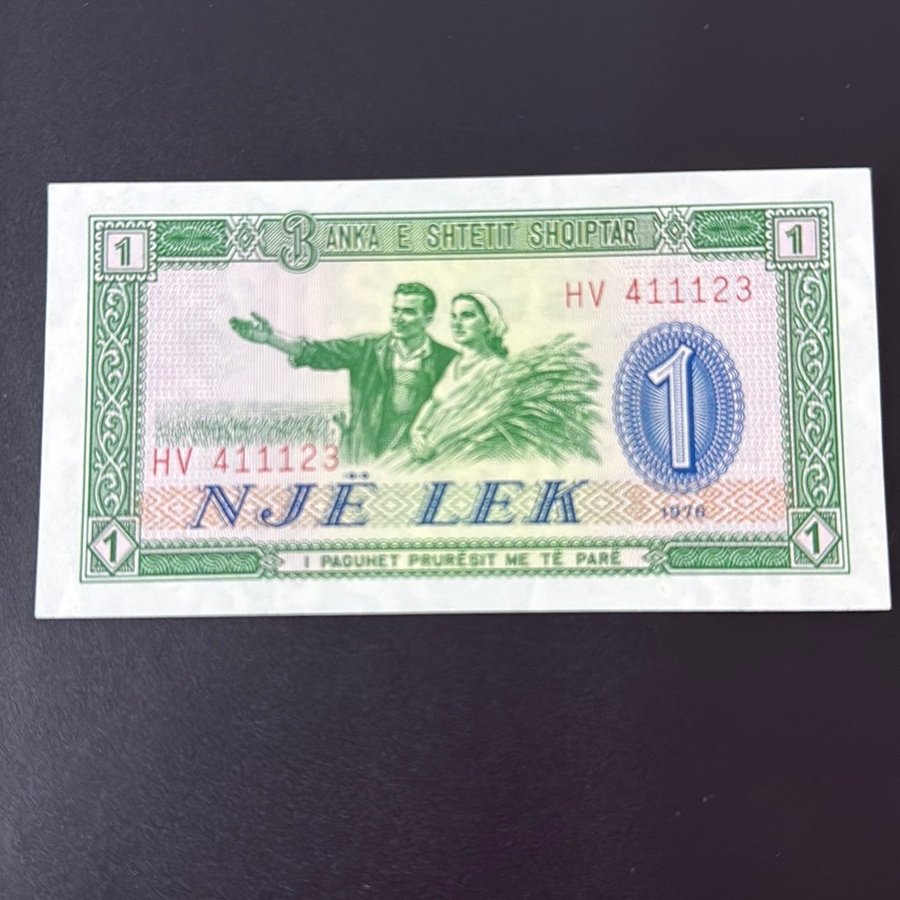 1 BANKA E SHTETIT SHQIPTAR 1
HV 411123
1
HV 411123
NJË LEK 1976
1 I PAGUHET PRURËSIT ME TË PARË 1